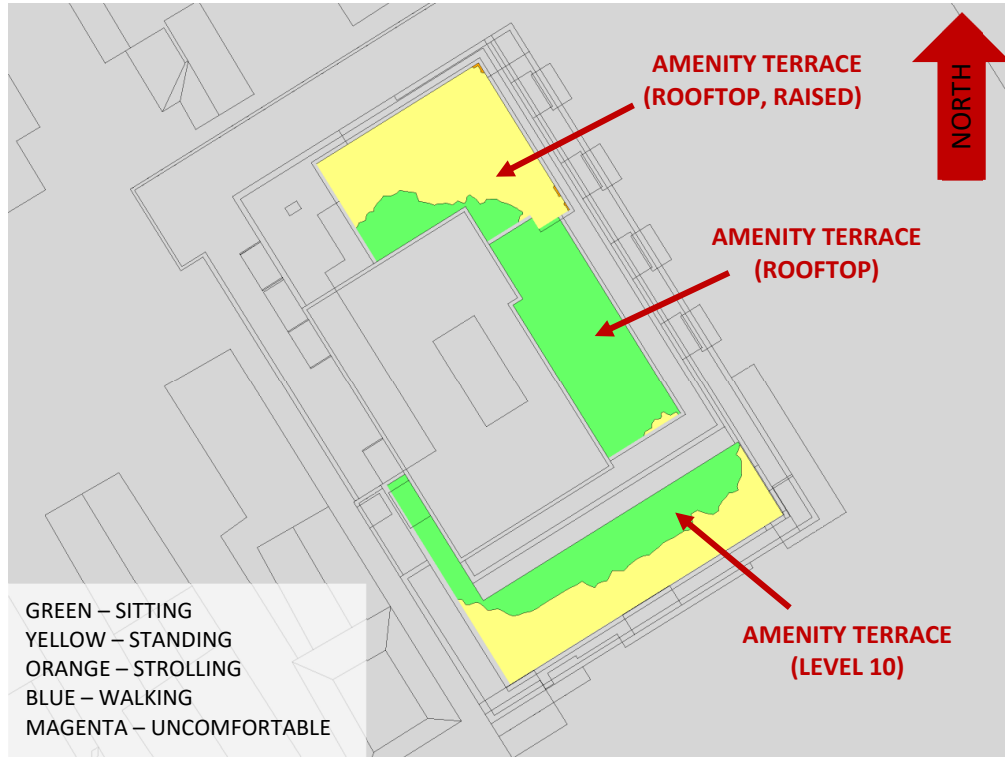 AMENITY TERRACE
(ROOFTOP, RAISED)
NORTH
AMENITY TERRACE
(ROOFTOP)
AMENITY TERRACE
(LEVEL 10)
GREEN – SITTING
YELLOW – STANDING
ORANGE – STROLLING
BLUE – WALKING
MAGENTA – UNCOMFORTABLE